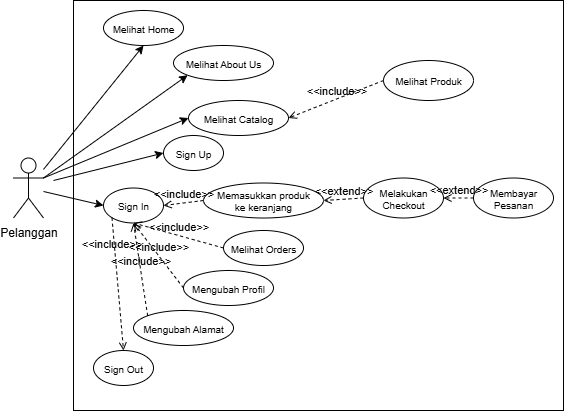 Melihat Home
Melihat About Us
Melihat Produk
<<include>>
Melihat Catalog
Sign Up
Pelanggan
Sign In
<<include>>
Memasukkan produk
ke keranjang
<<extend>>
Melakukan
Checkout
<<extend>>
Membayar
Pesanan
<<include>>
<<include>>
<<include>>
<<include>>
Melihat Orders
Mengubah Profil
Mengubah Alamat
Sign Out